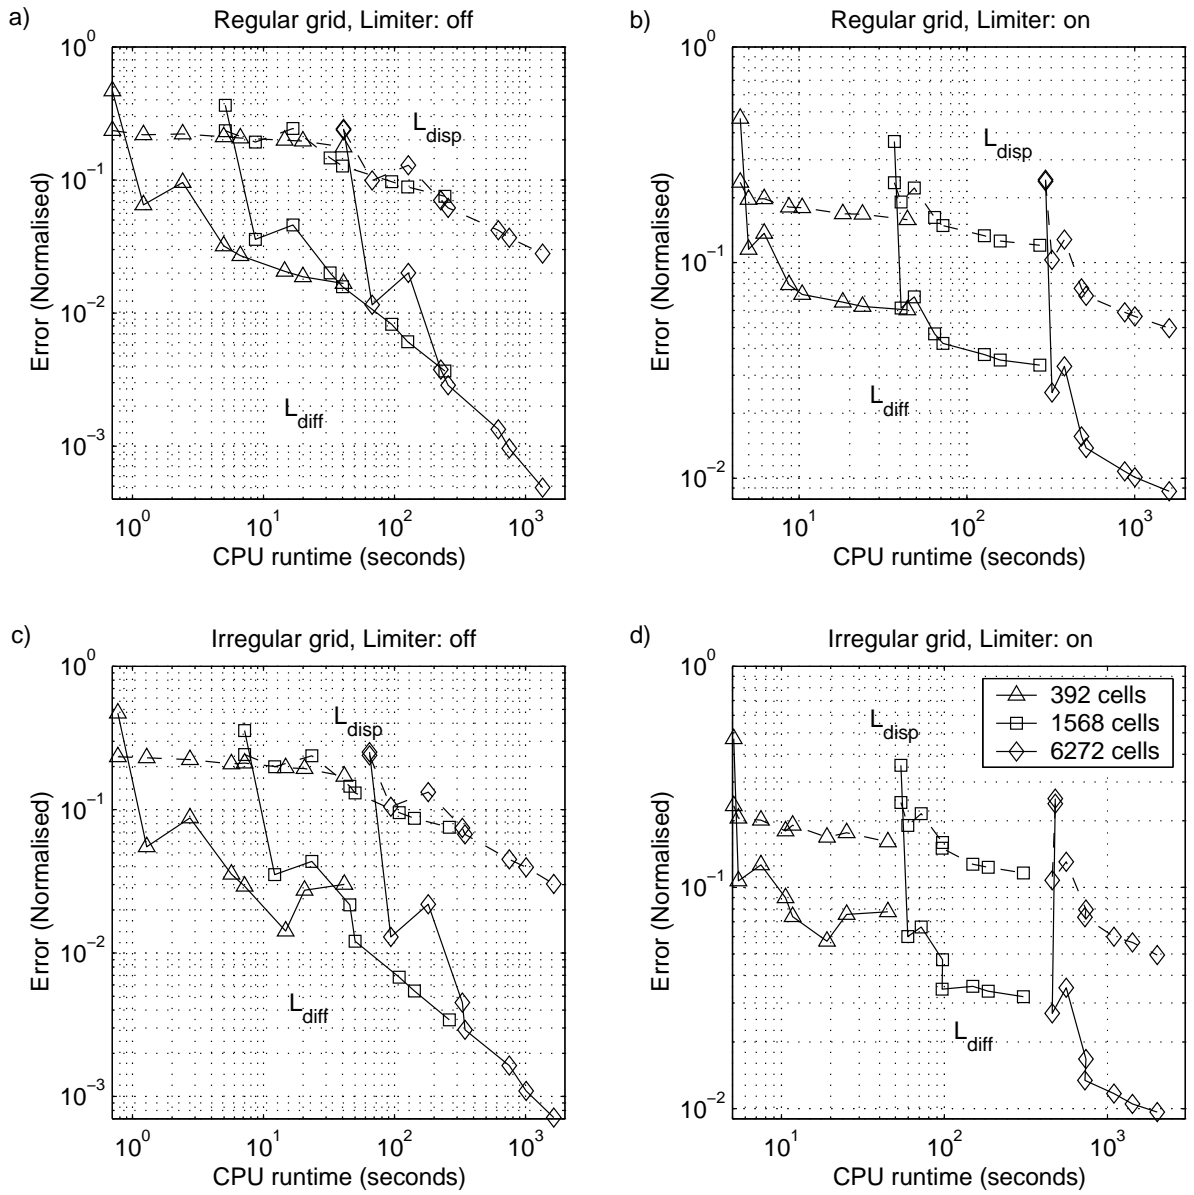 a)
Regular grid, Limiter: off
10^0
10^−1
10^−2
10^−3
Error (Normalised)
L_disp
L_diff
10^0 10^1 10^2 10^3
CPU runtime (seconds)
b)
Regular grid, Limiter: on
10^0
10^−1
10^−2
Error (Normalised)
L_disp
L_diff
10^1 10^2 10^3
CPU runtime (seconds)
c)
Irregular grid, Limiter: off
10^0
10^−1
10^−2
10^−3
Error (Normalised)
L_disp
L_diff
10^0 10^1 10^2 10^3
CPU runtime (seconds)
d)
Irregular grid, Limiter: on
10^0
10^−1
10^−2
Error (Normalised)
392 cells
1568 cells
6272 cells
L_disp
L_diff
10^1 10^2 10^3
CPU runtime (seconds)